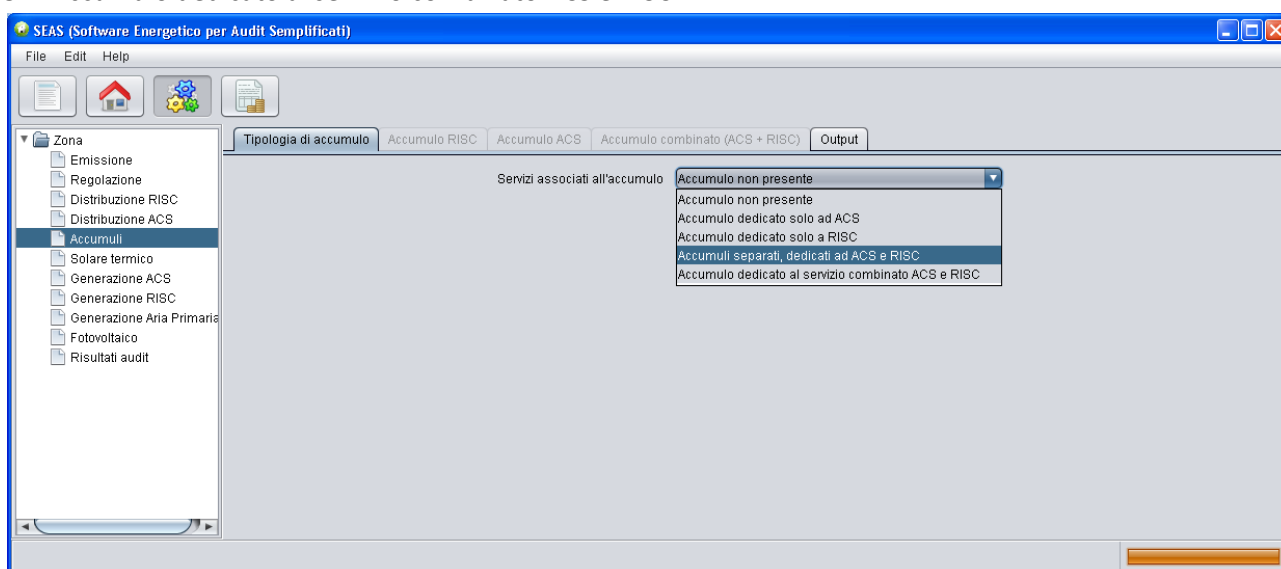 SEAS (Software Energetico per Audit Semplificati)
File Edit Help
Zona
Emissione
Regolazione
Distribuzione RISC
Distribuzione ACS
Accumuli
Solare termico
Generazione ACS
Generazione RISC
Generazione Aria Primaria
Fotovoltaico
Risultati audit
Tipologia di accumulo Accumulo RISC Accumulo ACS Accumulo combinato (ACS + RISC) Output
Servizi associati all'accumulo Accumulo non presente
Accumulo non presente
Accumulo dedicato solo ad ACS
Accumulo dedicato solo a RISC
Accumuli separati, dedicati ad ACS e RISC
Accumulo dedicato al servizio combinato ACS e RISC